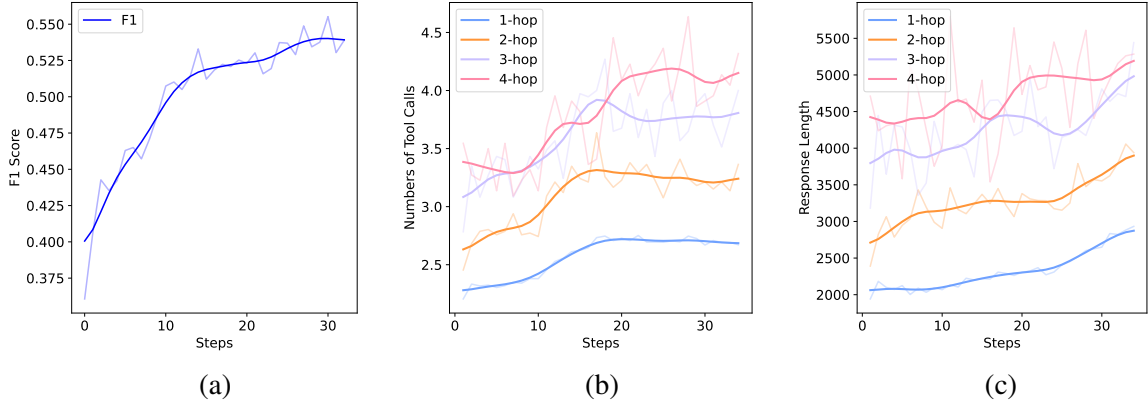 F1
F1 Score
0.550
0.525
0.500
0.475
0.450
0.425
0.400
0.375
0 10 20 30
Steps
(a)
1-hop
2-hop
3-hop
4-hop
Numbers of Tool Calls
4.5
4.0
3.5
3.0
2.5
0 10 20 30
Steps
(b)
1-hop
2-hop
3-hop
4-hop
Response Length
5500
5000
4500
4000
3500
3000
2500
2000
0 10 20 30
Steps
(c)